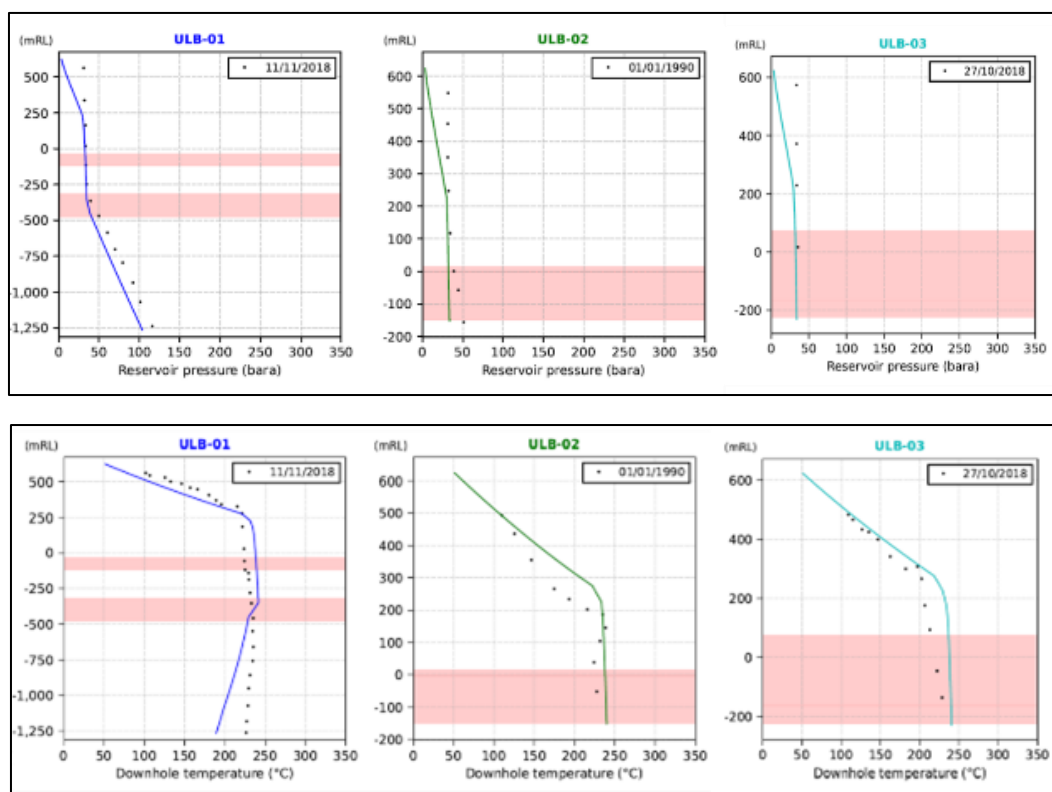 (mRL) ULB-01
11/11/2018
500
250
0
-250
-500
-750
-1,000
-1,250
0 50 100 150 200 250 300 350
Reservoir pressure (bara)
(mRL) ULB-02
01/01/1990
600
500
400
300
200
100
0
-100
-200
0 50 100 150 200 250 300 350
Reservoir pressure (bara)
(mRL) ULB-03
27/10/2018
600
400
200
0
-200
0 50 100 150 200 250 300 350
Reservoir pressure (bara)
(mRL) ULB-01
11/11/2018
500
250
0
-250
-500
-750
-1,000
-1,250
0 50 100 150 200 250 300 350
Downhole temperature (°C)
(mRL) ULB-02
01/01/1990
600
500
400
300
200
100
0
-100
-200
0 50 100 150 200 250 300 350
Downhole temperature (°C)
(mRL) ULB-03
27/10/2018
600
400
200
0
-200
0 50 100 150 200 250 300 350
Downhole temperature (°C)